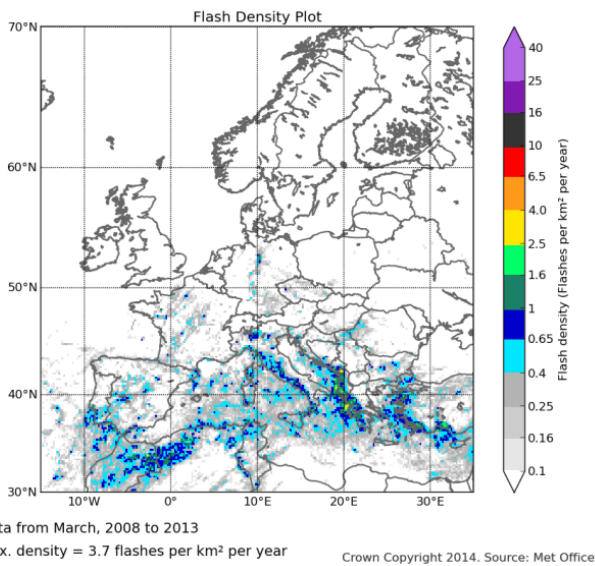 Flash Density Plot
70°N
60°N
50°N
40°N
30°N
10°W
0°
10°E
20°E
30°E
40
25
16
10
6.5
4.0
2.5
1.6
1
0.65
0.4
0.25
0.16
0.1
Flash density (Flashes per km² per year)
ta from March, 2008 to 2013
x. density = 3.7 flashes per km² per year
Crown Copyright 2014. Source: Met Office